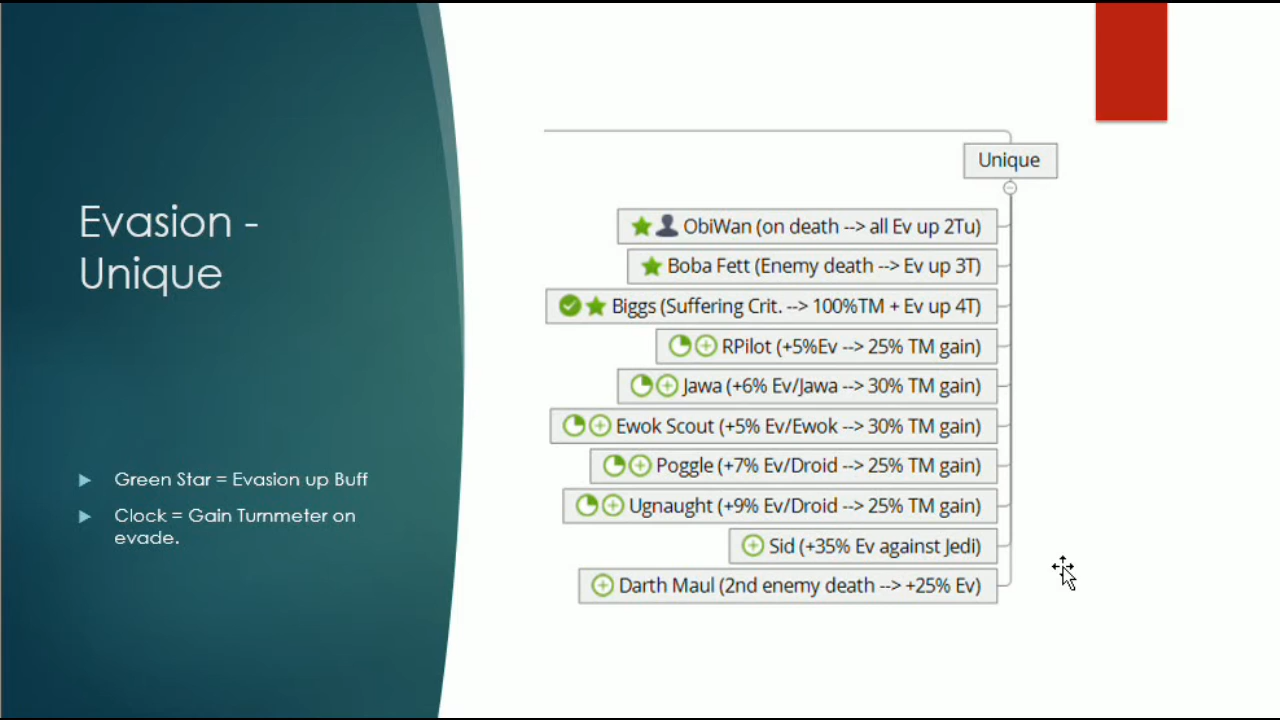 Evasion -
Unique
Green Star = Evasion up Buff
Clock = Gain Turnmeter on
evade.
Unique
ObiWan (on death --> all Ev up 2Tu)
Boba Fett (Enemy death --> Ev up 3T)
Biggs (Suffering Crit. --> 100%TM + Ev up 4T)
RPilot (+5%Ev --> 25% TM gain)
Jawa (+6% Ev/Jawa --> 30% TM gain)
Ewok Scout (+5% Ev/Ewok --> 30% TM gain)
Poggle (+7% Ev/Droid --> 25% TM gain)
Ugnaught (+9% Ev/Droid --> 25% TM gain)
Sid (+35% Ev against Jedi)
Darth Maul (2nd enemy death --> +25% Ev)